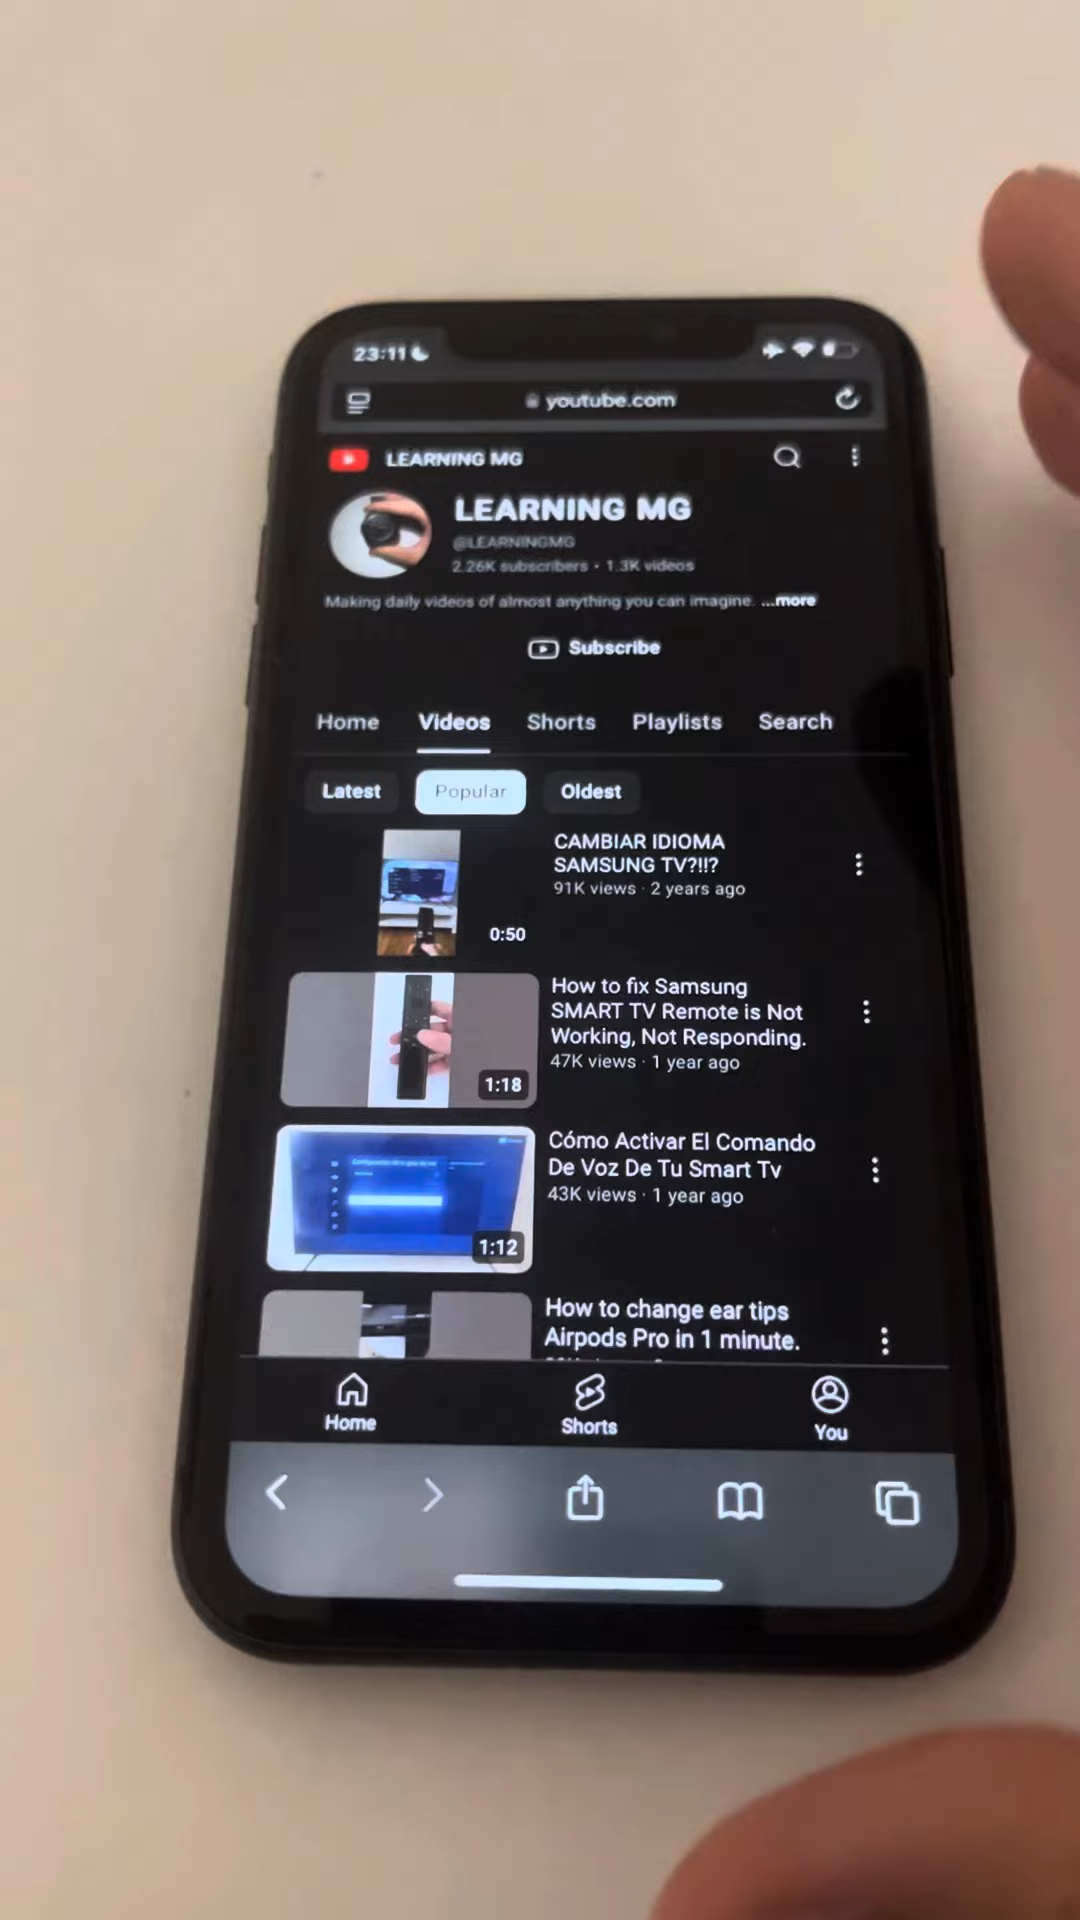 23:11
youtube.com
LEARNING MG
LEARNING MG
@LEARNINGMG
2.26K subscribers • 1.3K videos
Making daily videos of almost anything you can imagine. ...more
Subscribe
Home Videos Shorts Playlists Search
Latest Popular Oldest
CAMBIAR IDIOMA
SAMSUNG TV?!!?
91K views · 2 years ago
0:50
How to fix Samsung
SMART TV Remote is Not
Working, Not Responding.
47K views · 1 year ago
1:18
Cómo Activar El Comando
De Voz De Tu Smart Tv
43K views · 1 year ago
1:12
How to change ear tips
Airpods Pro in 1 minute.
Home Shorts You